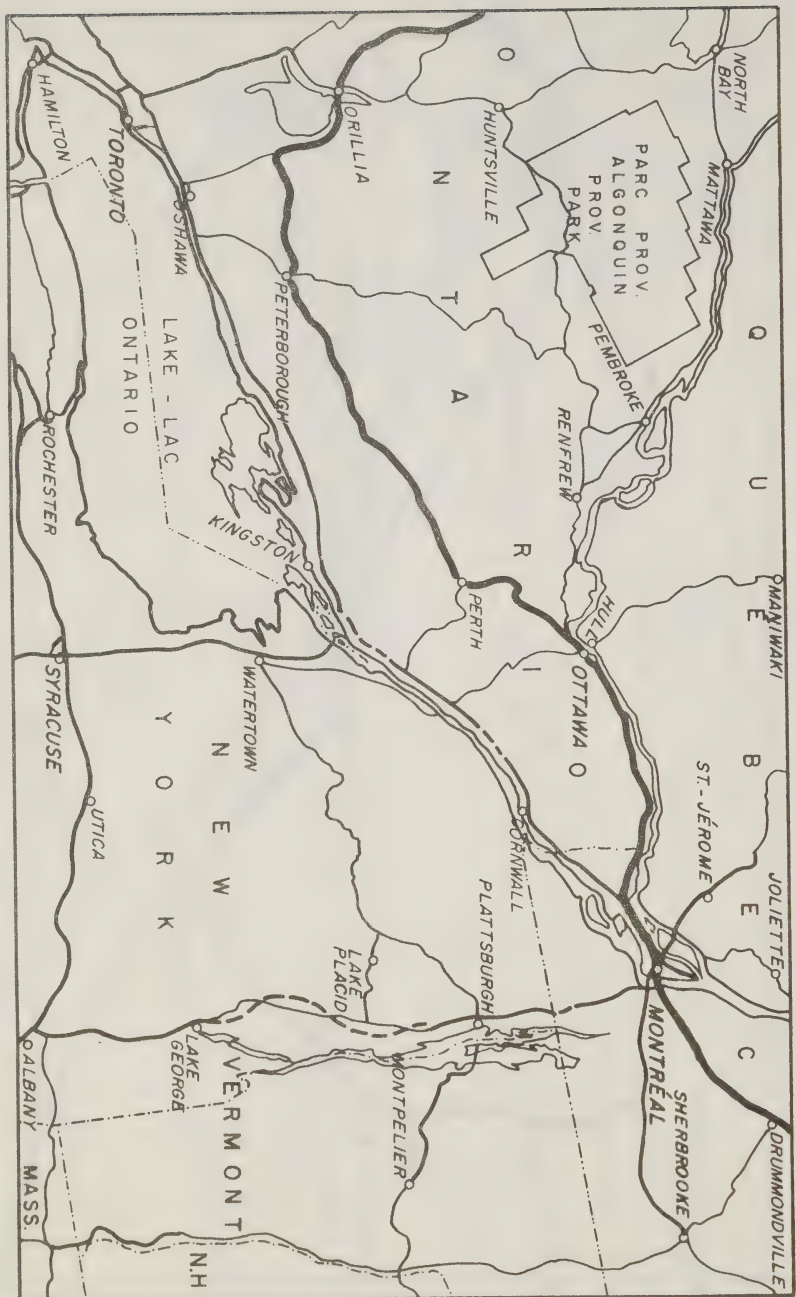 NORTH
BAY
MATTAWA
QUEBEC
MANIWAKI
JOLIETTE
DRUMMONDVILLE
ST.-JÉROME
PARC PROV.
ALGONQUIN
PROV.
PARK
PEMBROKE
RENFREW
HULL
OTTAWA
MONTRÉAL
SHERBROOKE
ONTARIO
HUNTSVILLE
ORILLIA
PERTH
CORNWALL
PLATTSBURGH
MONTPELIER
PETERBOROUGH
KINGSTON
WATERTOWN
LAKE
PLACID
OSHAWA
TORONTO
HAMILTON
LAKE - LAC
ONTARIO
NEW
YORK
VERMONT
LAKE
GEORGE
N.H
ROCHESTER
SYRACUSE
UTICA
ALBANY
MASS.